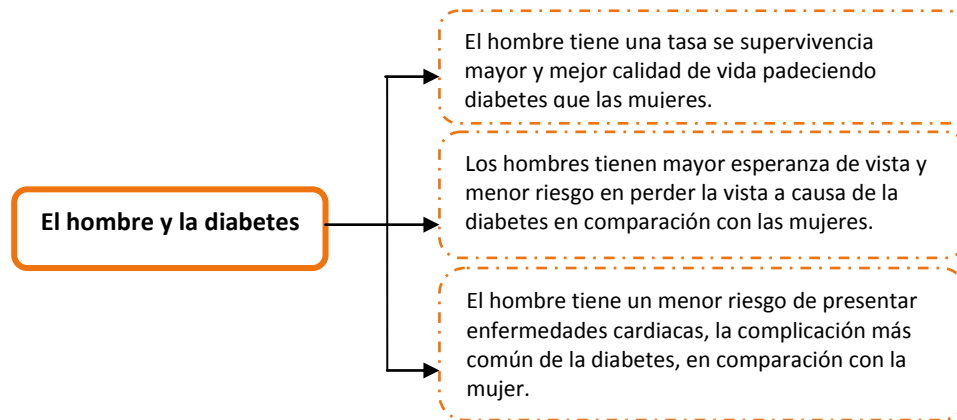 El hombre tiene una tasa se supervivencia
mayor y mejor calidad de vida padeciendo
diabetes que las mujeres.
Los hombres tienen mayor esperanza de vista y
menor riesgo en perder la vista a causa de la
diabetes en comparación con las mujeres.
El hombre y la diabetes
El hombre tiene un menor riesgo de presentar
enfermedades cardiacas, la complicación más
común de la diabetes, en comparación con la
mujer.